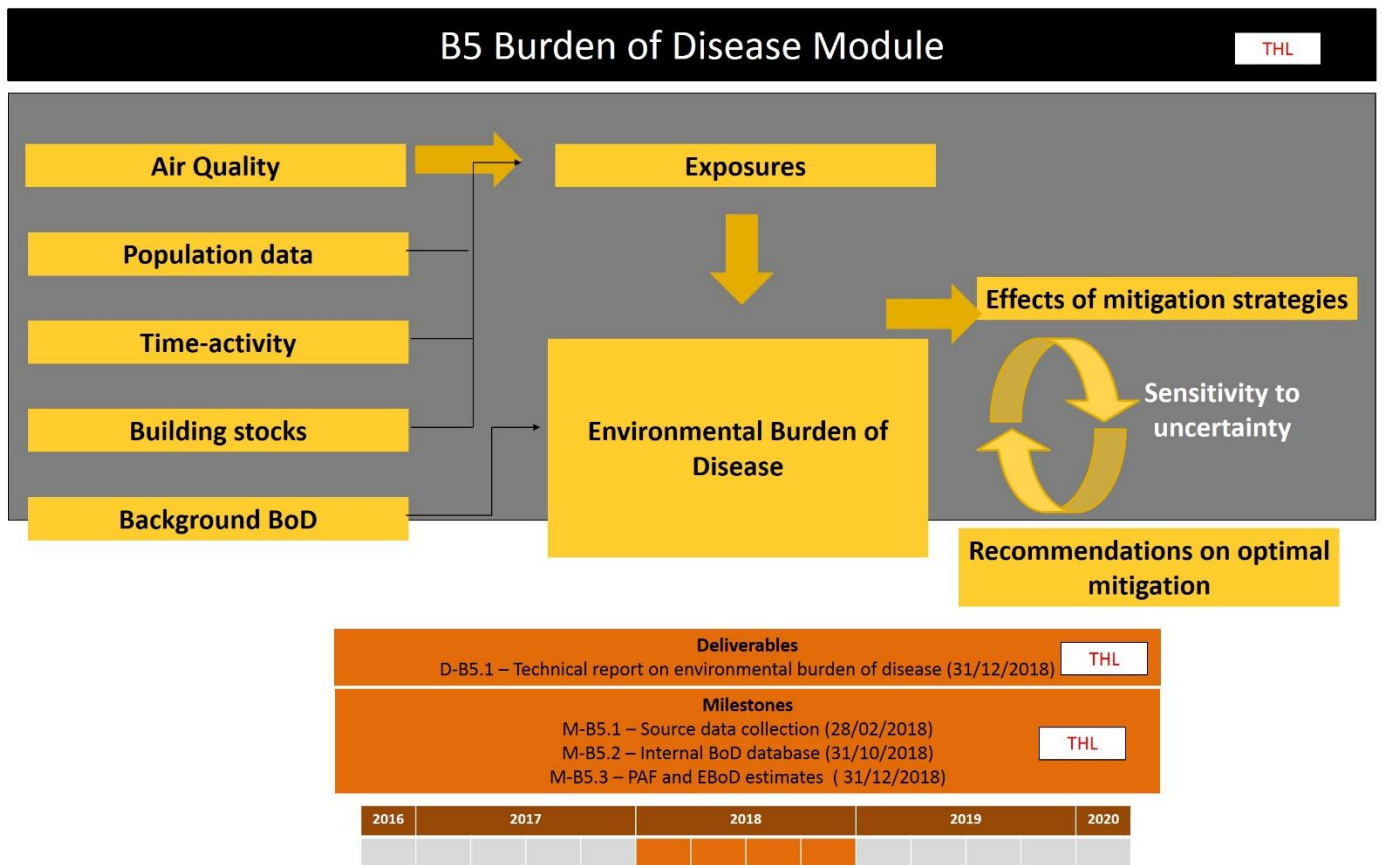 B5 Burden of Disease Module
THL
Air Quality
Exposures
Population data
Time-activity
Building stocks
Background BoD
Environmental Burden of
Disease
Effects of mitigation strategies
Sensitivity to
uncertainty
Recommendations on optimal
mitigation
Deliverables
D-B5.1 – Technical report on environmental burden of disease (31/12/2018)
THL
Milestones
M-B5.1 – Source data collection (28/02/2018)
M-B5.2 – Internal BoD database (31/10/2018)
M-B5.3 – PAF and EBoD estimates ( 31/12/2018)
THL
2016 2017 2018 2019 2020